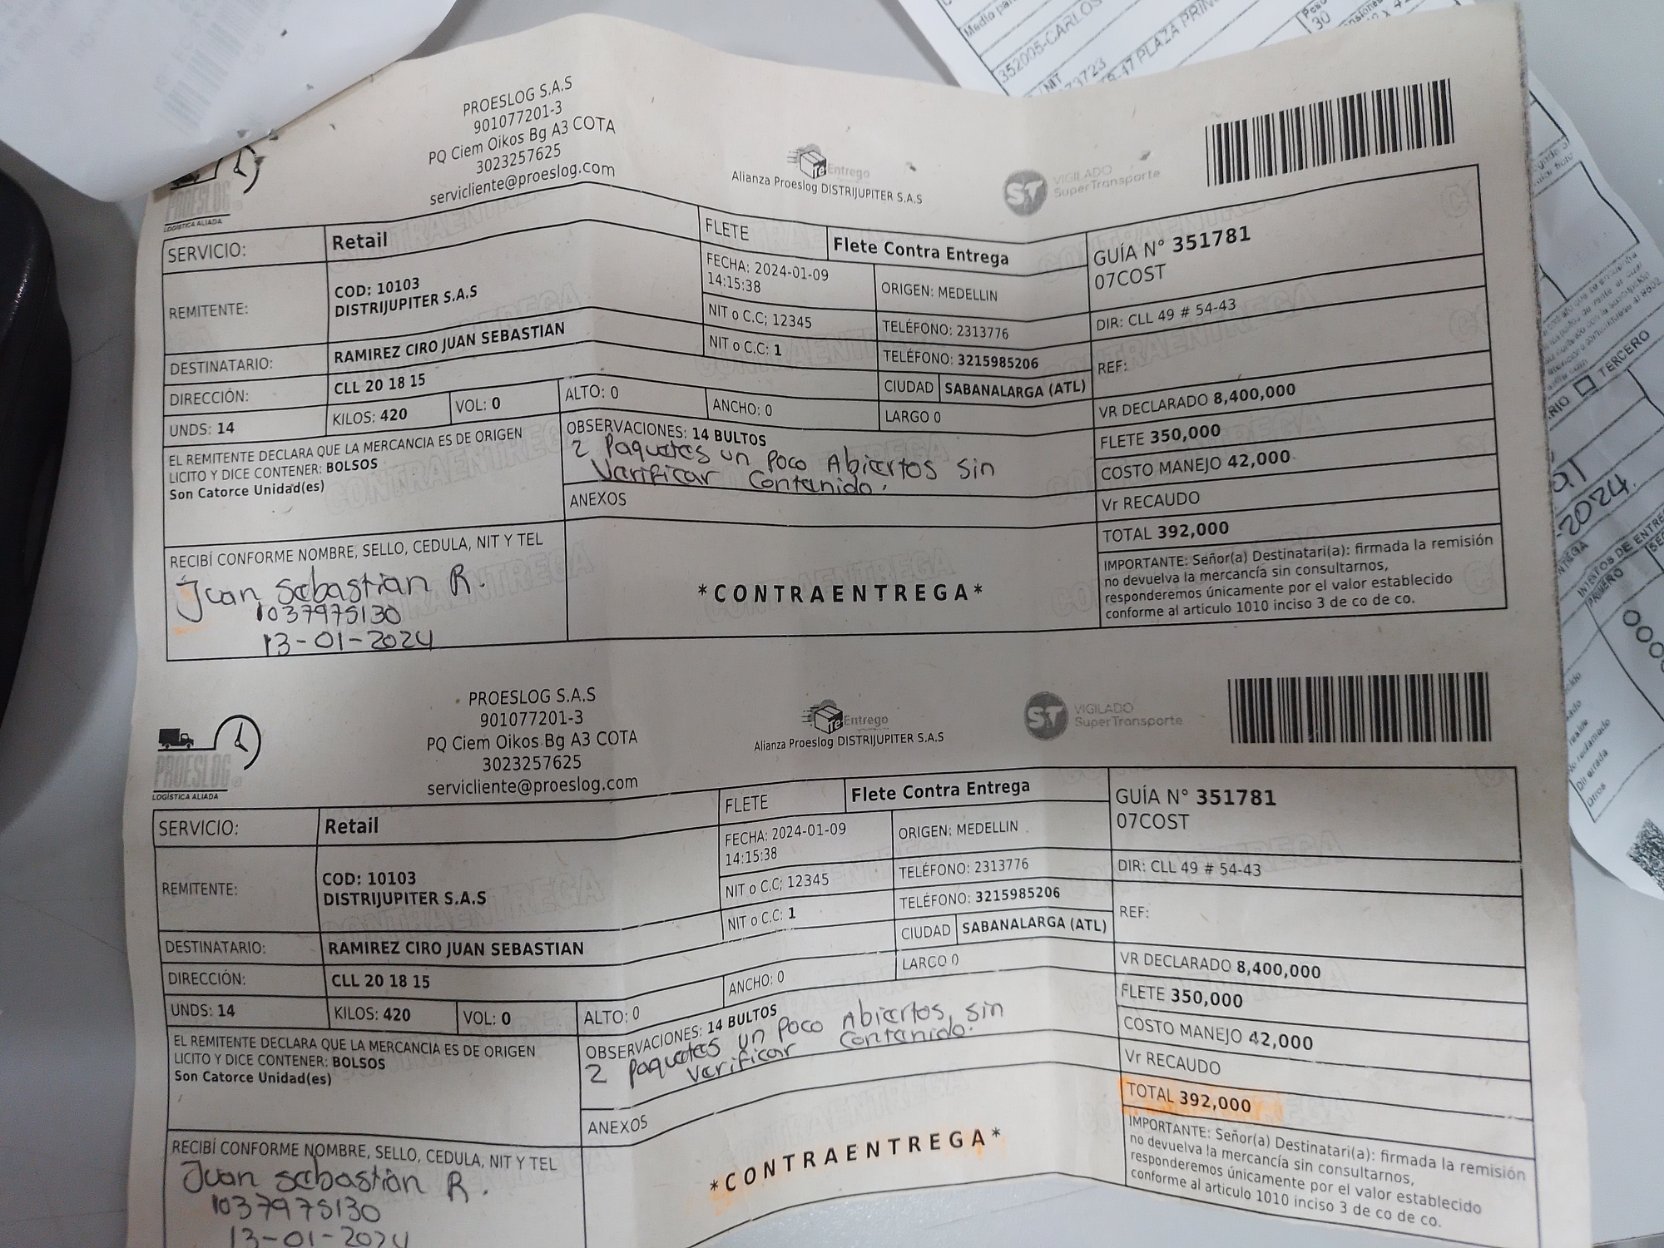 PROESLOG S.A.S
901077201-3
PQ Ciem Oikos Bg A3 COTA
3023257625
servicliente@proeslog.com
PROESLOG
LOGÍSTICA ALIADA
Entrego
Alianza Proeslog DISTRIJUPITER S.A.S
ST VIGILADO
SuperTransporte
SERVICIO: Retail
FLETE Flete Contra Entrega
GUÍA N° 351781
07COST
REMITENTE: COD: 10103
DISTRIJUPITER S.A.S
FECHA: 2024-01-09
14:15:38
ORIGEN: MEDELLIN
NIT o C.C; 12345
TELÉFONO: 2313776
DIR: CLL 49 # 54-43
DESTINATARIO: RAMIREZ CIRO JUAN SEBASTIAN
NIT o C.C: 1
TELÉFONO: 3215985206
REF:
DIRECCIÓN: CLL 20 18 15
CIUDAD SABANALARGA (ATL)
UNDS: 14 KILOS: 420 VOL: 0 ALTO: 0 ANCHO: 0 LARGO 0
VR DECLARADO 8,400,000
EL REMITENTE DECLARA QUE LA MERCANCIA ES DE ORIGEN
LICITO Y DICE CONTENER: BOLSOS
Son Catorce Unidad(es)
OBSERVACIONES: 14 BULTOS
2 Paquetes un poco Abiertos sin
Verificar Contenido.
ANEXOS
FLETE 350,000
COSTO MANEJO 42,000
Vr RECAUDO
TOTAL 392,000
RECIBÍ CONFORME NOMBRE, SELLO, CEDULA, NIT Y TEL
Juan Sebastian R.
1037975130
13-01-2024
*CONTRAENTREGA*
IMPORTANTE: Señor(a) Destinatari(a): firmada la remisión
no devuelva la mercancía sin consultarnos,
responderemos únicamente por el valor establecido
conforme al articulo 1010 inciso 3 de co de co.
PROESLOG S.A.S
901077201-3
PQ Ciem Oikos Bg A3 COTA
3023257625
servicliente@proeslog.com
PROESLOG
LOGÍSTICA ALIADA
Entrego
Alianza Proeslog DISTRIJUPITER S.A.S
ST VIGILADO
SuperTransporte
SERVICIO: Retail
FLETE Flete Contra Entrega
GUÍA N° 351781
07COST
REMITENTE: COD: 10103
DISTRIJUPITER S.A.S
FECHA: 2024-01-09
14:15:38
ORIGEN: MEDELLIN
NIT o C.C; 12345
TELÉFONO: 2313776
DIR: CLL 49 # 54-43
DESTINATARIO: RAMIREZ CIRO JUAN SEBASTIAN
NIT o C.C: 1
TELÉFONO: 3215985206
REF:
DIRECCIÓN: CLL 20 18 15
CIUDAD SABANALARGA (ATL)
UNDS: 14 KILOS: 420 VOL: 0 ALTO: 0 ANCHO: 0 LARGO 0
VR DECLARADO 8,400,000
EL REMITENTE DECLARA QUE LA MERCANCIA ES DE ORIGEN
LICITO Y DICE CONTENER: BOLSOS
Son Catorce Unidad(es)
OBSERVACIONES: 14 BULTOS
2 Paquetes un poco Abiertos, sin
Verificar Contenido.
ANEXOS
FLETE 350,000
COSTO MANEJO 42,000
Vr RECAUDO
TOTAL 392,000
RECIBÍ CONFORME NOMBRE, SELLO, CEDULA, NIT Y TEL
Juan Sebastian R.
1037975130
13-01-2024
*CONTRAENTREGA*
IMPORTANTE: Señor(a) Destinatari(a): firmada la remisión
no devuelva la mercancía sin consultarnos,
responderemos únicamente por el valor establecido
conforme al articulo 1010 inciso 3 de co de co.
352005-CARLOS
NIT
PLAZA
30
TERCERO
2024